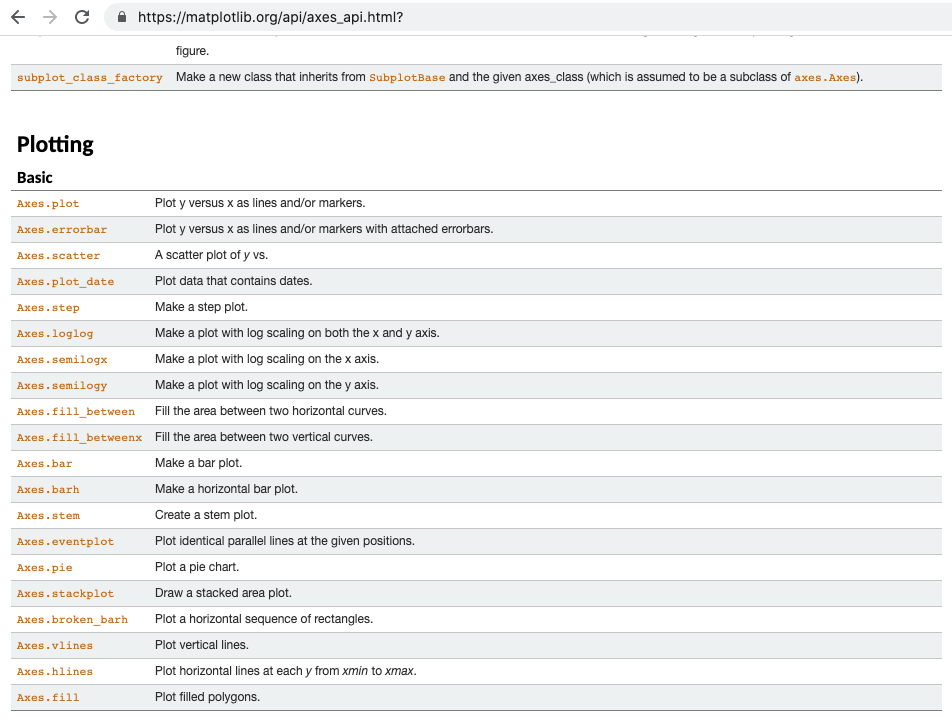 https://matplotlib.org/api/axes_api.html?
figure.
subplot_class_factory Make a new class that inherits from SubplotBase and the given axes_class (which is assumed to be a subclass of axes.Axes).
Plotting
Basic
Axes.plot Plot y versus x as lines and/or markers.
Axes.errorbar Plot y versus x as lines and/or markers with attached errorbars.
Axes.scatter A scatter plot of y vs.
Axes.plot_date Plot data that contains dates.
Axes.step Make a step plot.
Axes.loglog Make a plot with log scaling on both the x and y axis.
Axes.semilogx Make a plot with log scaling on the x axis.
Axes.semilogy Make a plot with log scaling on the y axis.
Axes.fill_between Fill the area between two horizontal curves.
Axes.fill_betweenx Fill the area between two vertical curves.
Axes.bar Make a bar plot.
Axes.barh Make a horizontal bar plot.
Axes.stem Create a stem plot.
Axes.eventplot Plot identical parallel lines at the given positions.
Axes.pie Plot a pie chart.
Axes.stackplot Draw a stacked area plot.
Axes.broken_barh Plot a horizontal sequence of rectangles.
Axes.vlines Plot vertical lines.
Axes.hlines Plot horizontal lines at each y from xmin to xmax.
Axes.fill Plot filled polygons.